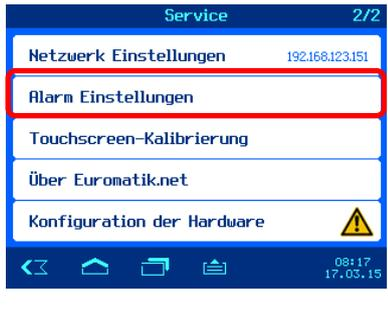 Service 2/2
Netzwerk Einstellungen 192.168.123.151
Alarm Einstellungen
Touchscreen-Kalibrierung
Über Euromatik.net
Konfiguration der Hardware
08:17
17.03.15